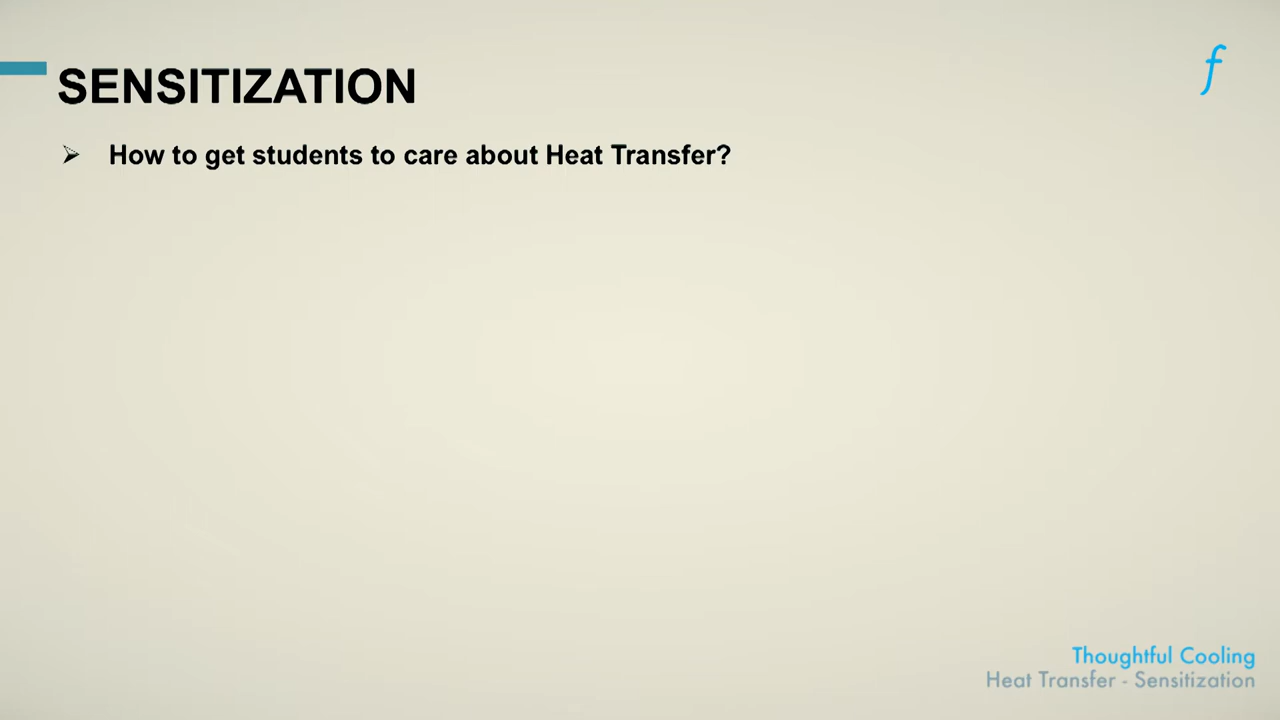 SENSITIZATION
f
➢ How to get students to care about Heat Transfer?
Thoughtful Cooling
Heat Transfer - Sensitization